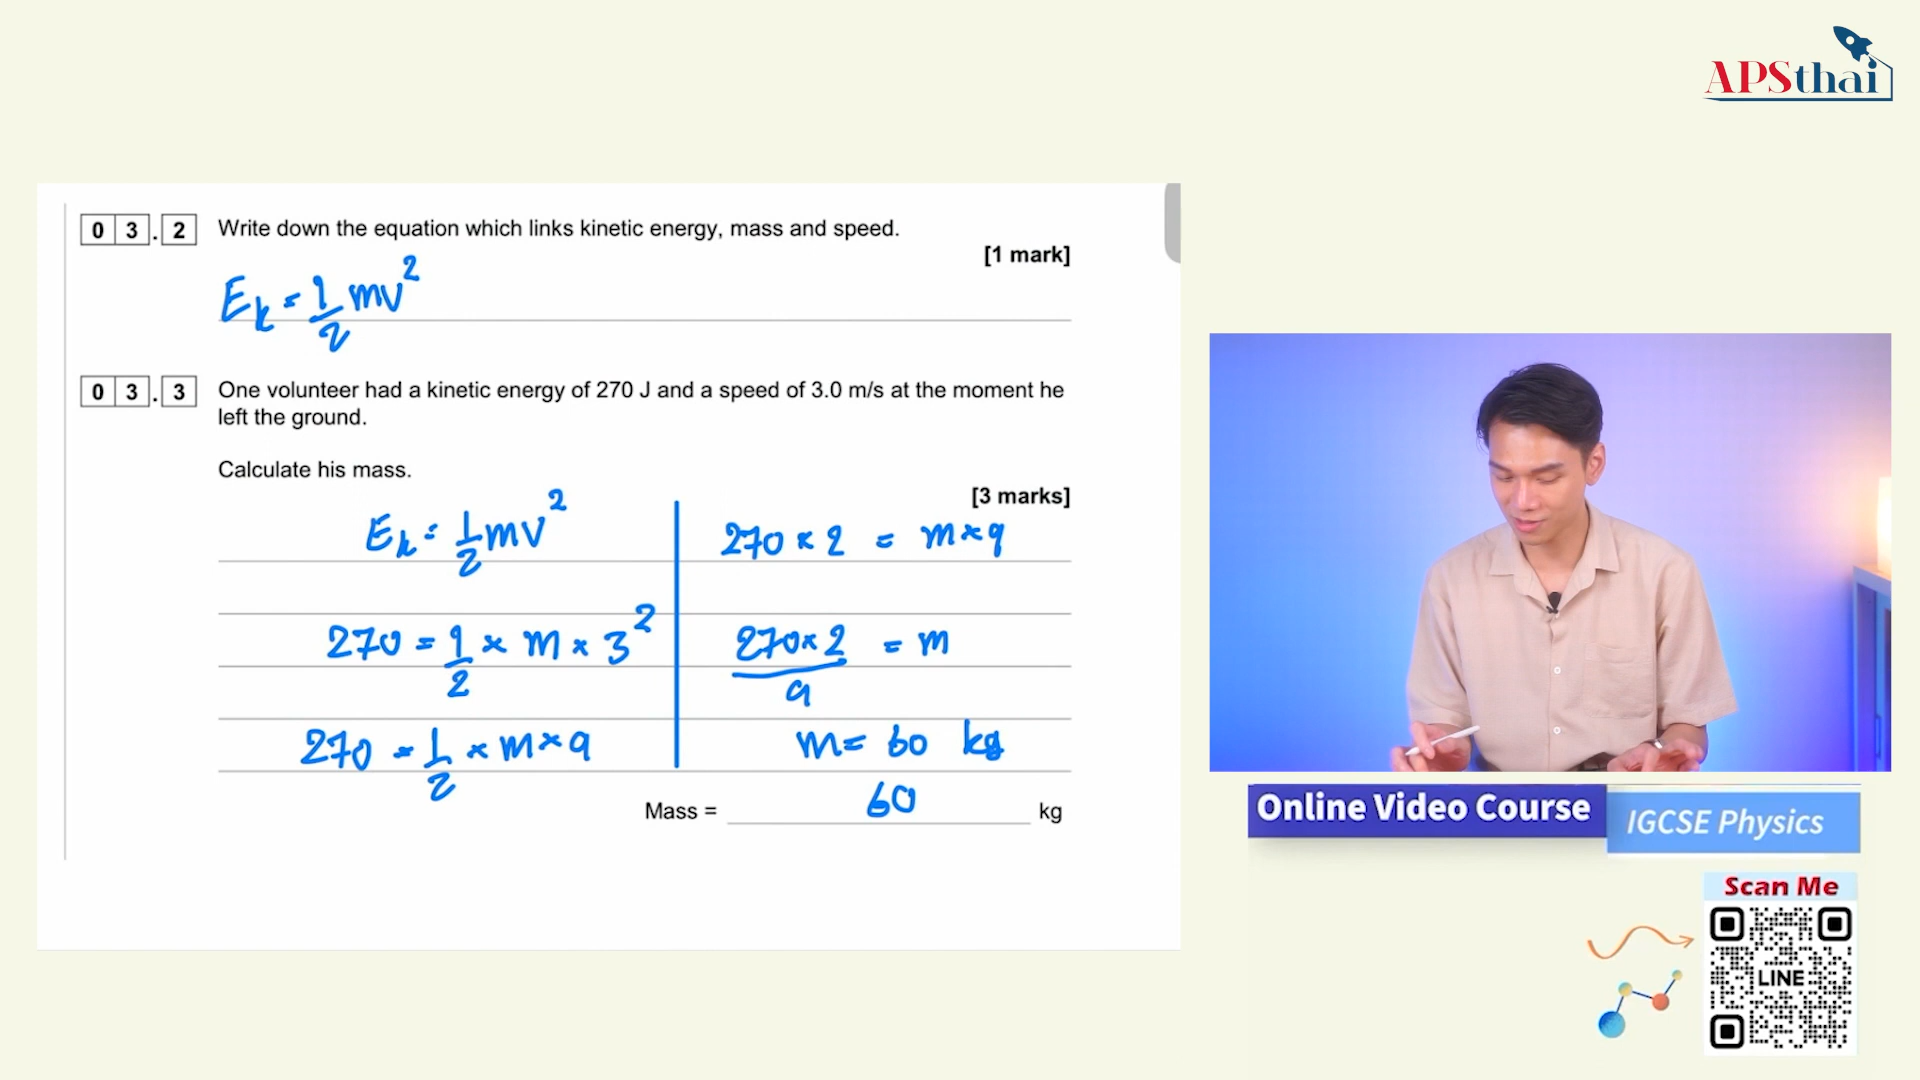 APSthai
0 3 . 2 Write down the equation which links kinetic energy, mass and speed.
[1 mark]
E_k = 1/2 mv²
0 3 . 3 One volunteer had a kinetic energy of 270 J and a speed of 3.0 m/s at the moment he
left the ground.
Calculate his mass.
[3 marks]
E_k = 1/2 mv²
270 = 1/2 × m × 3²
270 = 1/2 × m × 9
270 × 2 = m × 9
270 × 2 / 9 = m
m = 60 kg
Mass = 60 kg
Online Video Course
IGCSE Physics
Scan Me
LINE